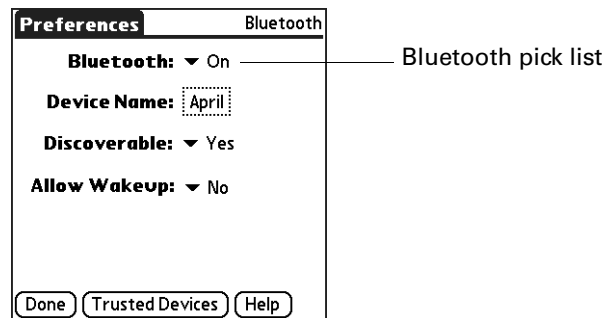 Preferences Bluetooth
Bluetooth: On Bluetooth pick list
Device Name: April
Discoverable: Yes
Allow Wakeup: No
Done Trusted Devices Help